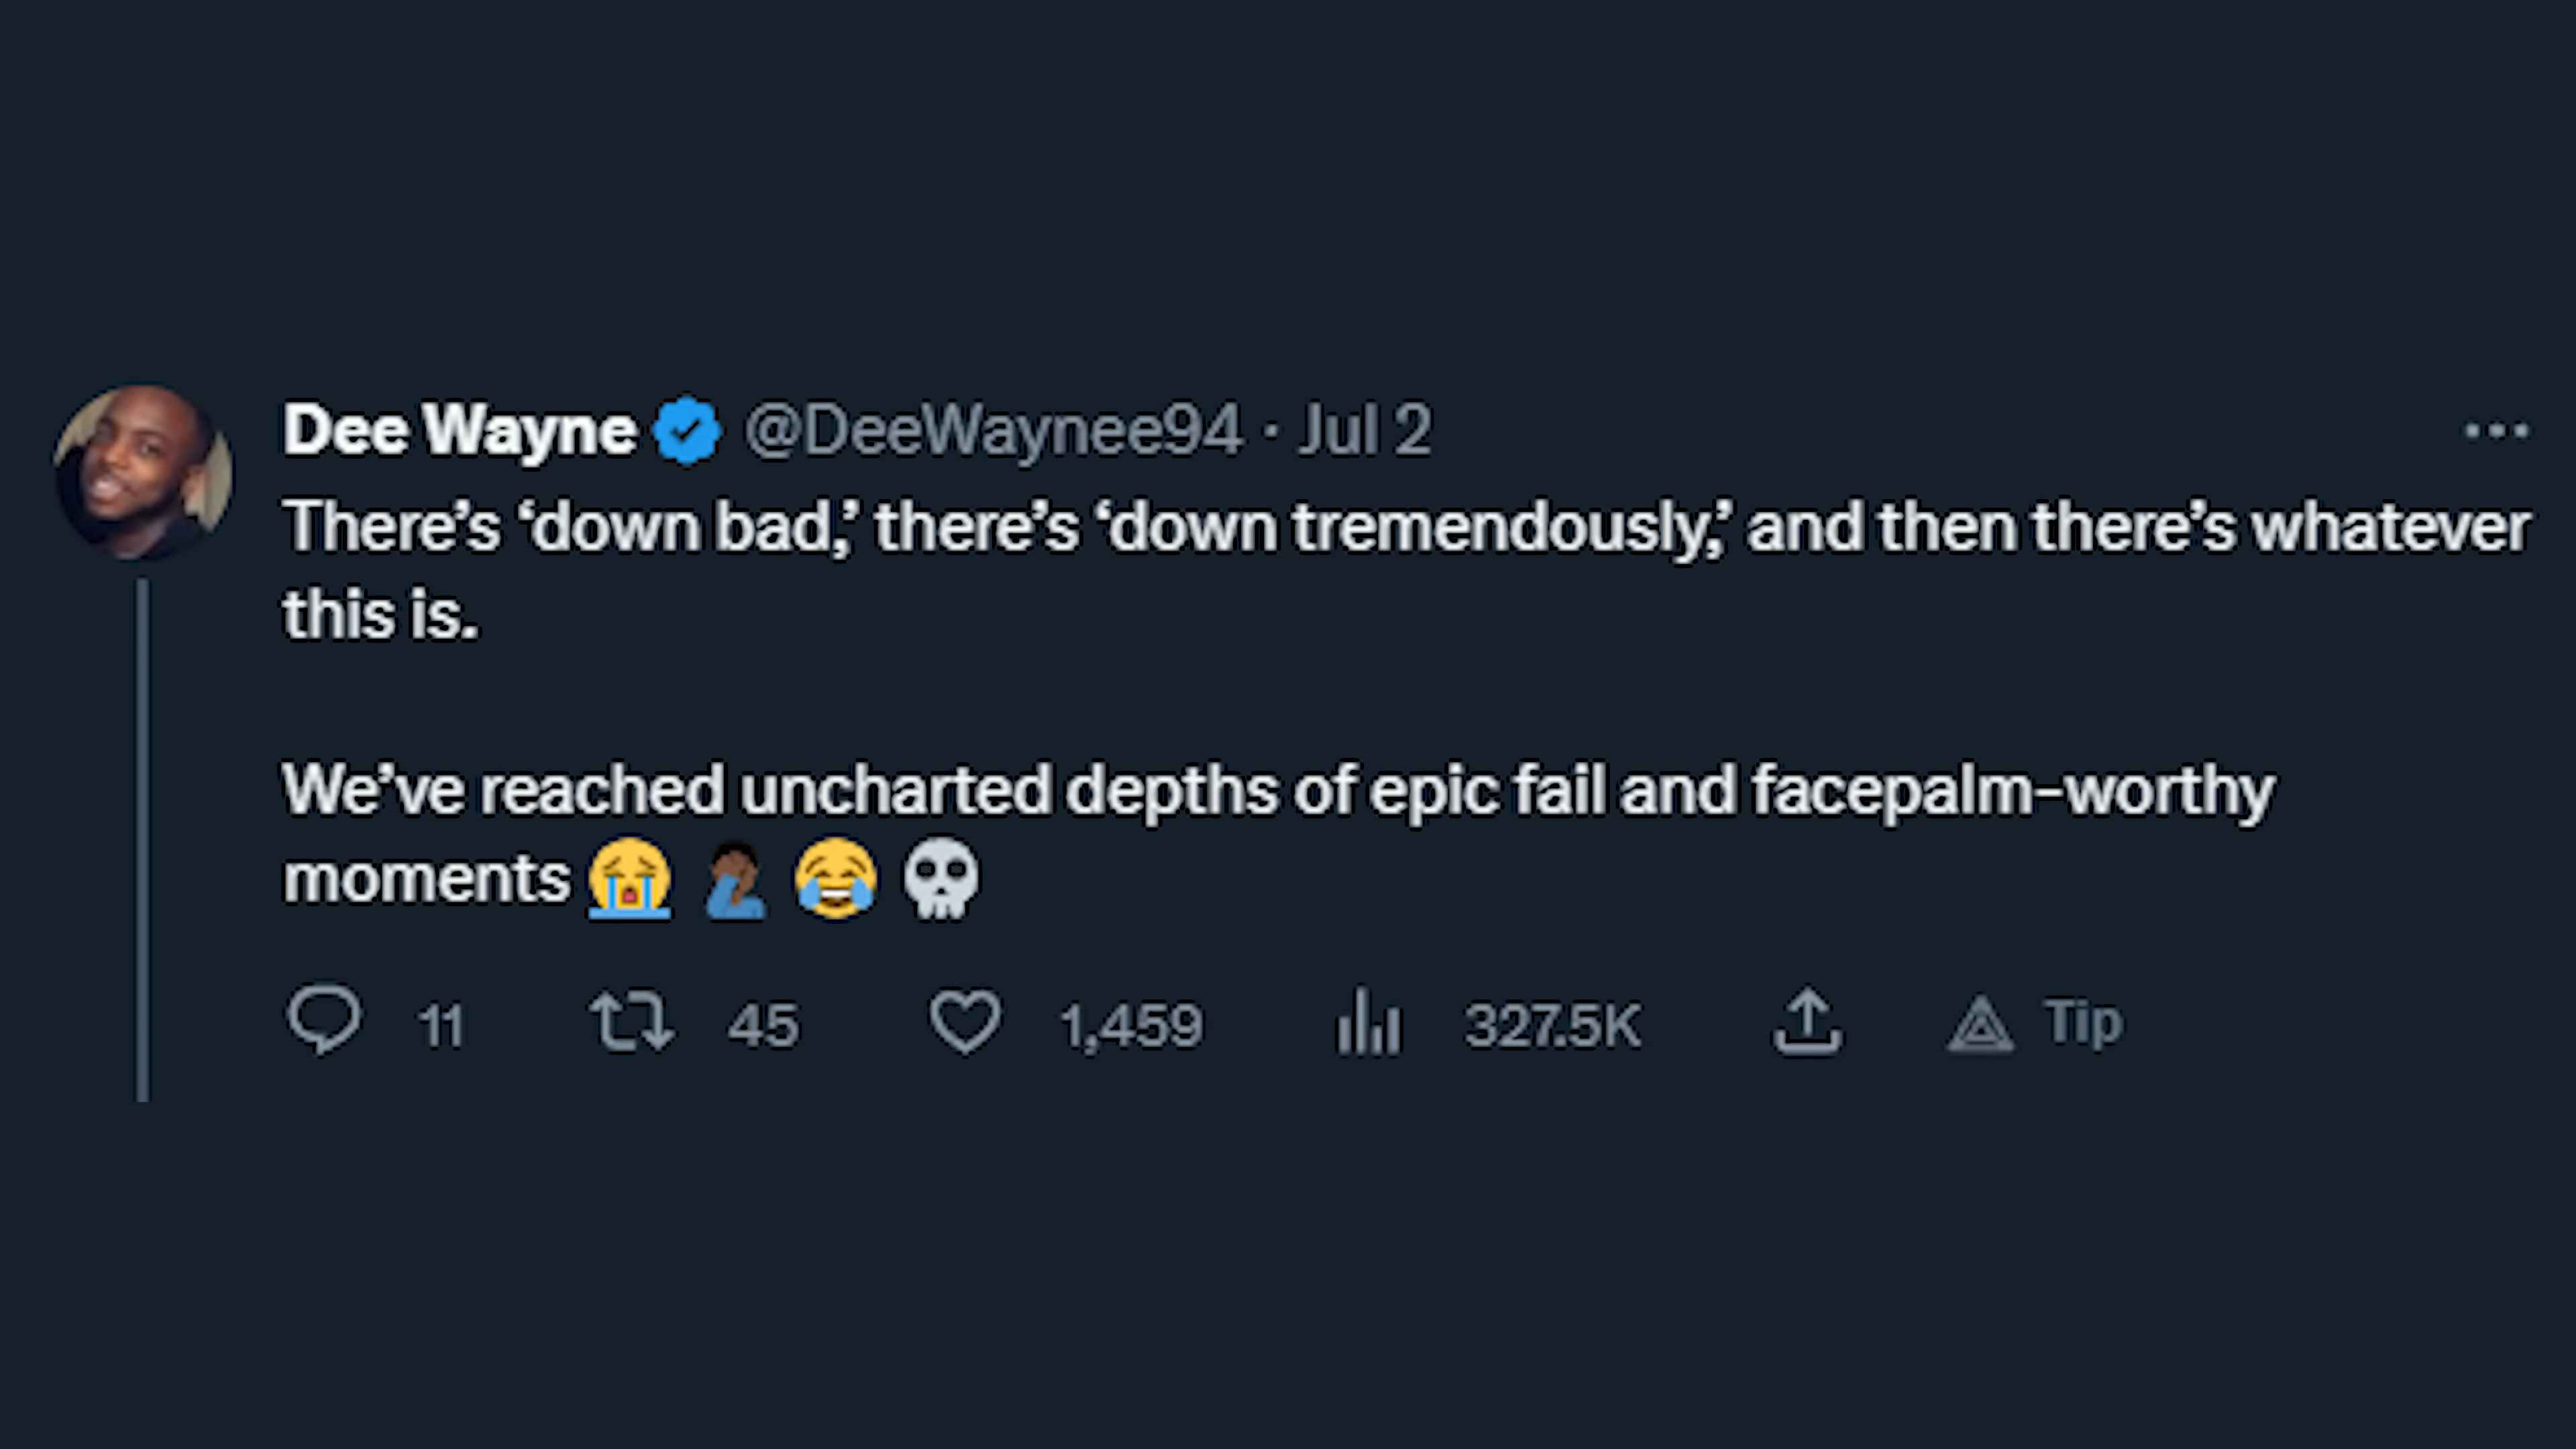 Dee Wayne @DeeWaynee94 · Jul 2
There’s ‘down bad,’ there’s ‘down tremendously,’ and then there’s whatever
this is.
We’ve reached uncharted depths of epic fail and facepalm-worthy
moments 😭 🤦🏾‍♂️ 😂 💀
11 45 1,459 327.5K Tip